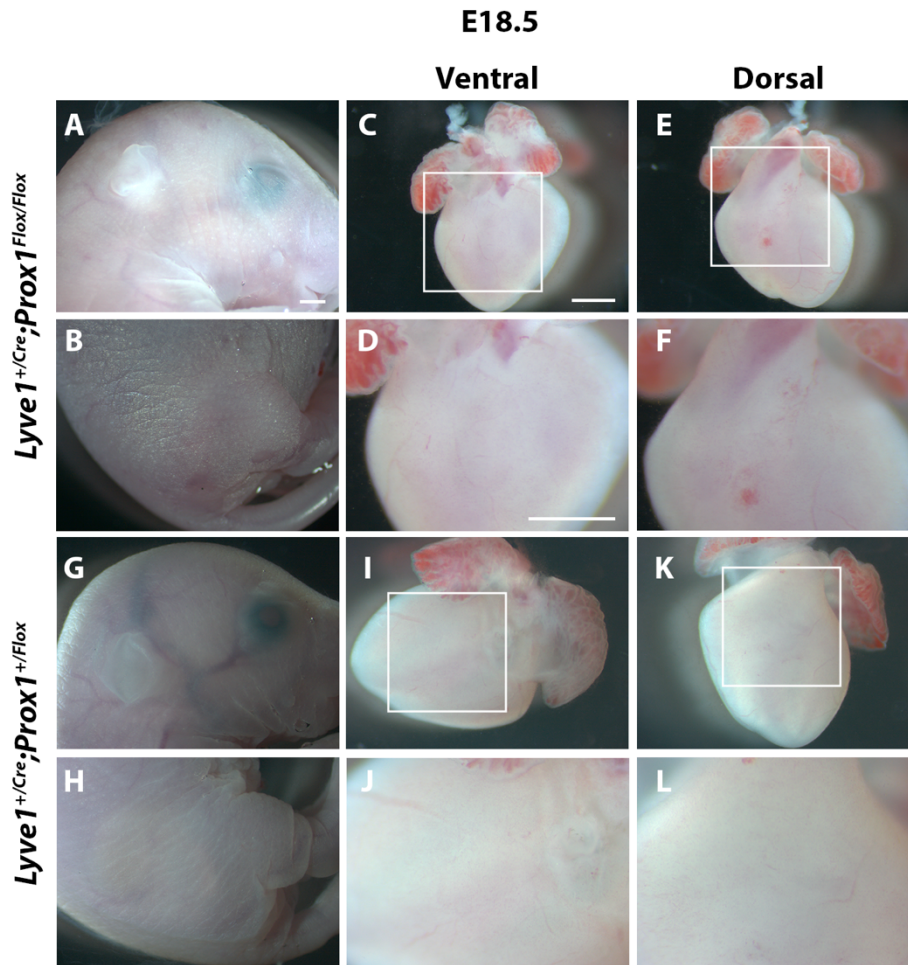 E18.5
Ventral Dorsal
A C E
B D F
Lyve1+/Cre;Prox1Flox/Flox
G I K
H J L
Lyve1+/Cre;Prox1+/Flox